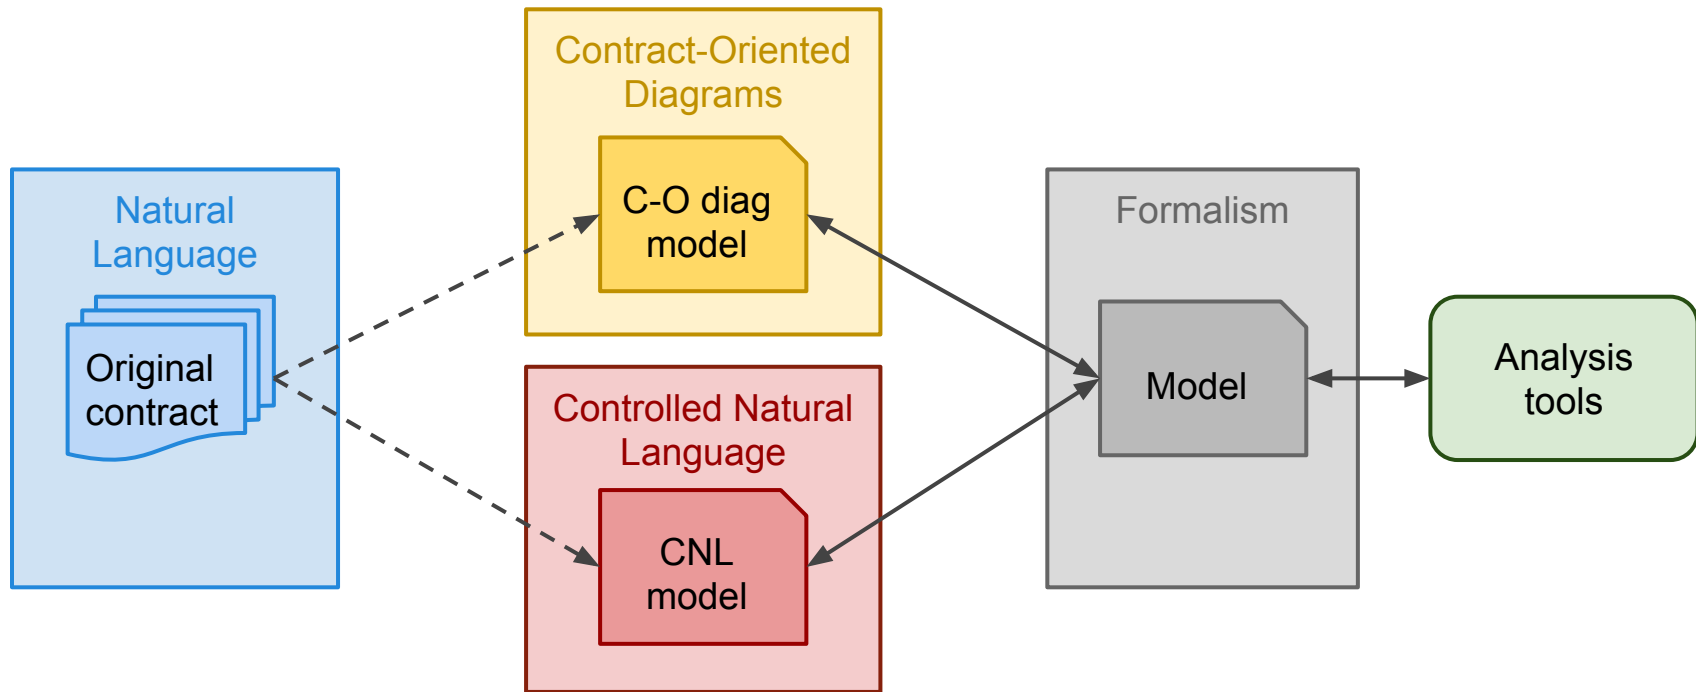 Natural
Language
Original
contract
Contract-Oriented
Diagrams
C-O diag
model
Controlled Natural
Language
CNL
model
Formalism
Model
Analysis
tools